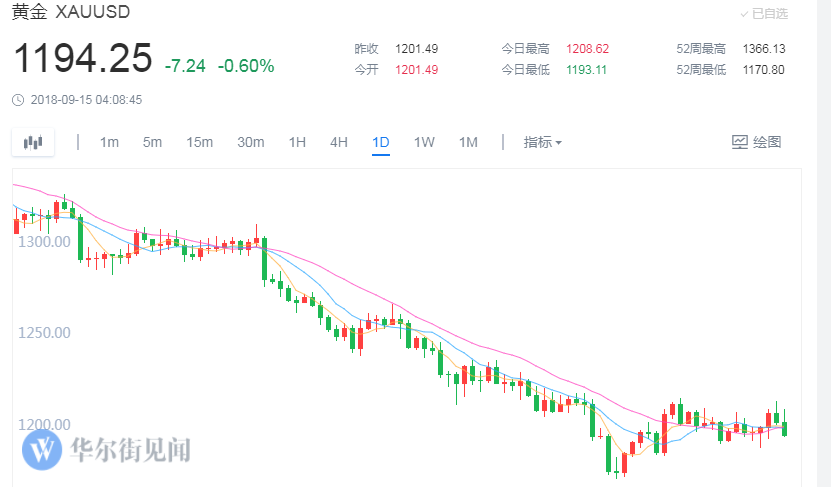 黄金 XAUUSD
已自选
1194.25 -7.24 -0.60%
昨收 1201.49 今日最高 1208.62 52周最高 1366.13
今开 1201.49 今日最低 1193.11 52周最低 1170.80
2018-09-15 04:08:45
1m 5m 15m 30m 1H 4H 1D 1W 1M 指标 绘图
1300.00
1250.00
1200.00
华尔街见闻